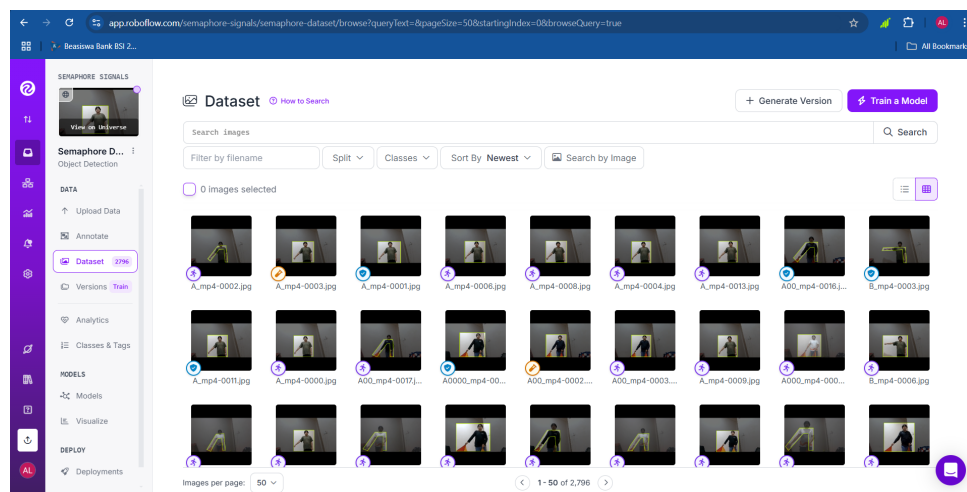 app.roboflow.com/semaphore-signals/semaphore-dataset/browse?queryText=&pageSize=50&startingIndex=0&browseQuery=true
AL
Beasiswa Bank BSI 2...
All Bookmarks
SEMAPHORE SIGNALS
View on Universe
Semaphore D...
Object Detection
DATA
Upload Data
Annotate
Dataset 2796
Versions Train
Analytics
Classes & Tags
MODELS
Models
Visualize
DEPLOY
Deployments
AL
Dataset How to Search
+ Generate Version
Train a Model
Search images
Search
Filter by filename
Split
Classes
Sort By Newest
Search by Image
0 images selected
A_mp4-0002.jpg A_mp4-0003.jpg A_mp4-0001.jpg A_mp4-0006.jpg A_mp4-0008.jpg A_mp4-0004.jpg A_mp4-0013.jpg A00_mp4-0016.j... B_mp4-0003.jpg
A_mp4-0011.jpg A_mp4-0000.jpg A00_mp4-0017.j... A0000_mp4-00... A00_mp4-0002.... A00_mp4-0003.... A_mp4-0009.jpg A000_mp4-000... B_mp4-0006.jpg
Images per page: 50
1 - 50 of 2,796